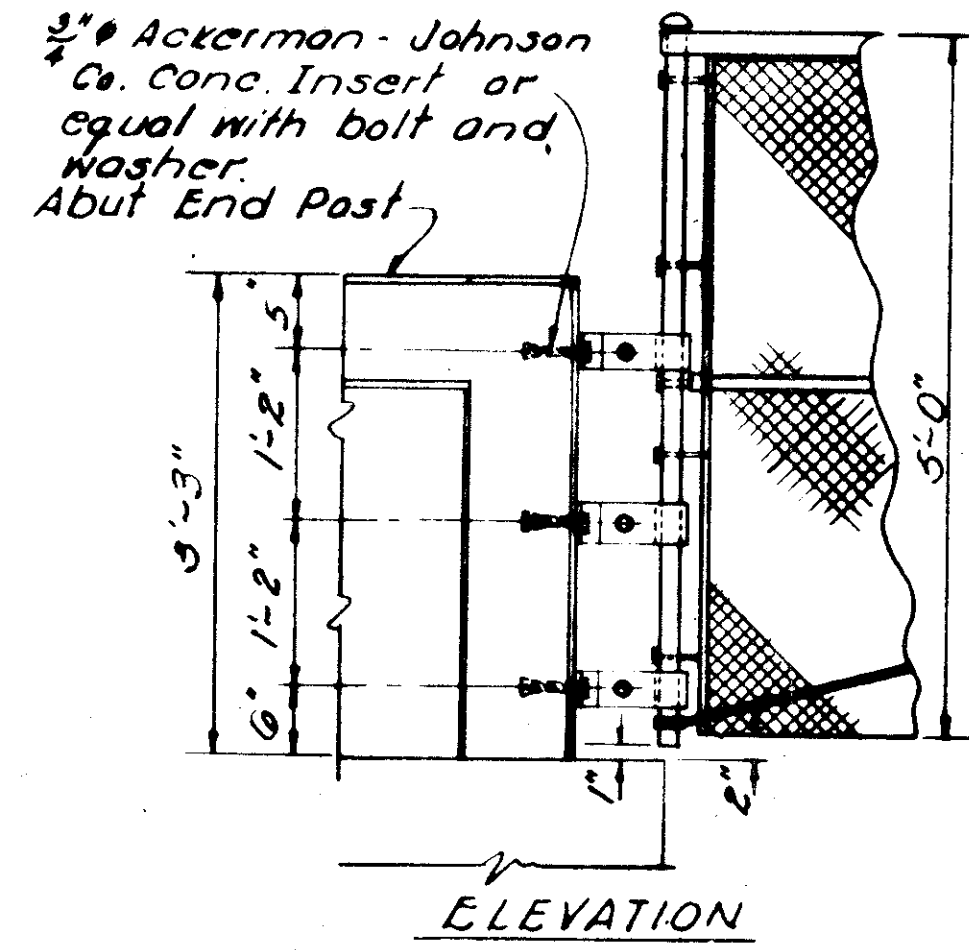 3/4"φ Ackerman - Johnson
Co. Conc. Insert or
equal with bolt and
washer.
Abut End Post
5"
1'-2"
3'-3"
1'-2"
6"
5'-0"
1"
2"
ELEVATION